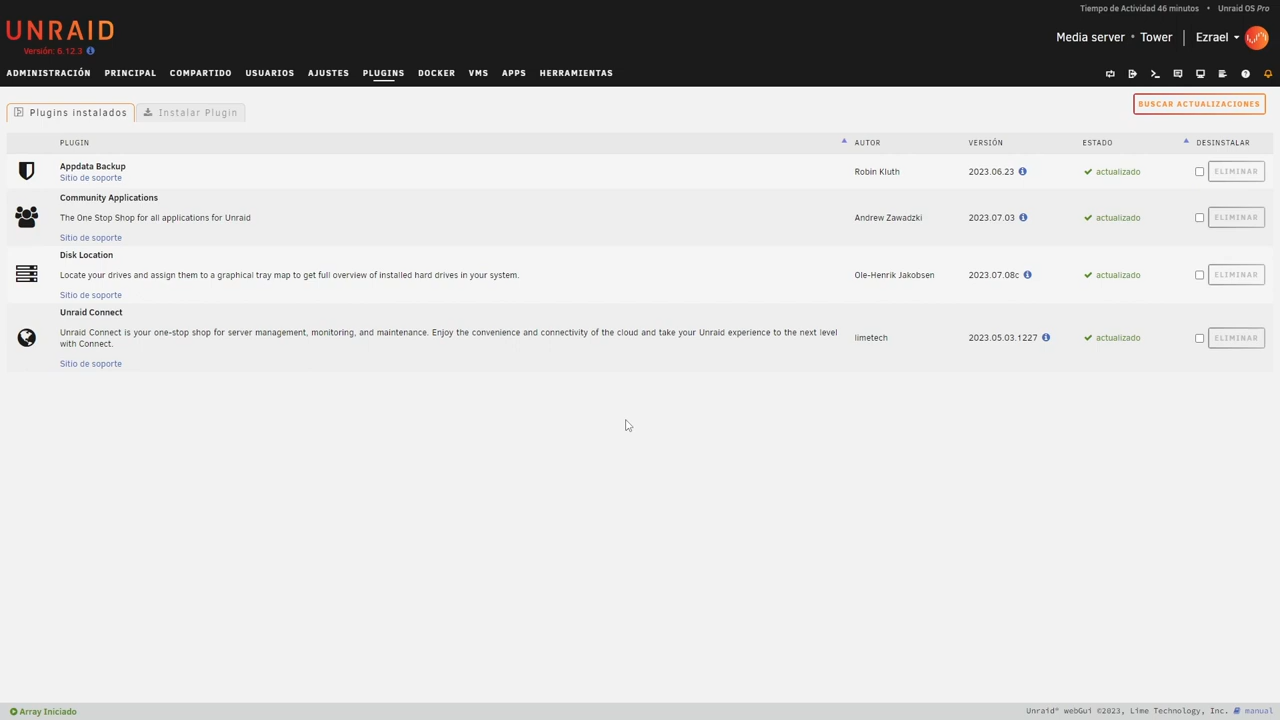 Tiempo de Actividad 46 minutos • Unraid OS Pro
UNRAID
Versión: 6.12.3
Media server • Tower
Ezrael
ADMINISTRACIÓN PRINCIPAL COMPARTIDO USUARIOS AJUSTES PLUGINS DOCKER VMS APPS HERRAMIENTAS
Plugins instalados
Instalar Plugin
BUSCAR ACTUALIZACIONES
PLUGIN AUTOR VERSIÓN ESTADO DESINSTALAR
Appdata Backup
Sitio de soporte
Robin Kluth 2023.06.23 actualizado ELIMINAR
Community Applications
The One Stop Shop for all applications for Unraid
Sitio de soporte
Andrew Zawadzki 2023.07.03 actualizado ELIMINAR
Disk Location
Locate your drives and assign them to a graphical tray map to get full overview of installed hard drives in your system.
Sitio de soporte
Ole-Henrik Jakobsen 2023.07.08c actualizado ELIMINAR
Unraid Connect
Unraid Connect is your one-stop shop for server management, monitoring, and maintenance. Enjoy the convenience and connectivity of the cloud and take your Unraid experience to the next level
with Connect.
Sitio de soporte
limetech 2023.05.03.1227 actualizado ELIMINAR
Array Iniciado
Unraid® webGui ©2023, Lime Technology, Inc. manual